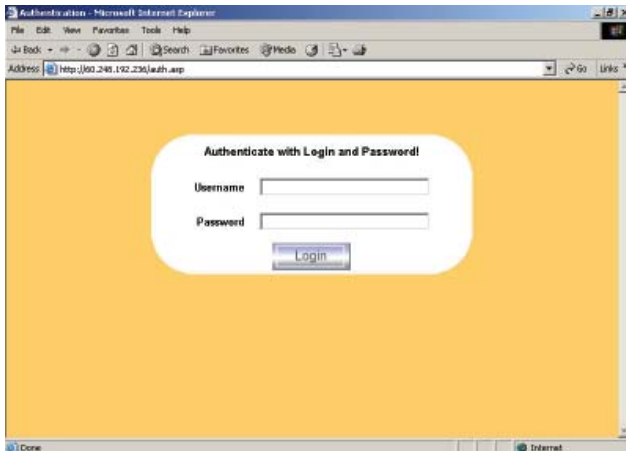 Authentication - Microsoft Internet Explorer
File Edit View Favorites Tools Help
Back Search Favorites Media
Address http://60.248.192.236/auth.asp Go Links
Authenticate with Login and Password!
Username
Password
Login
Done Internet